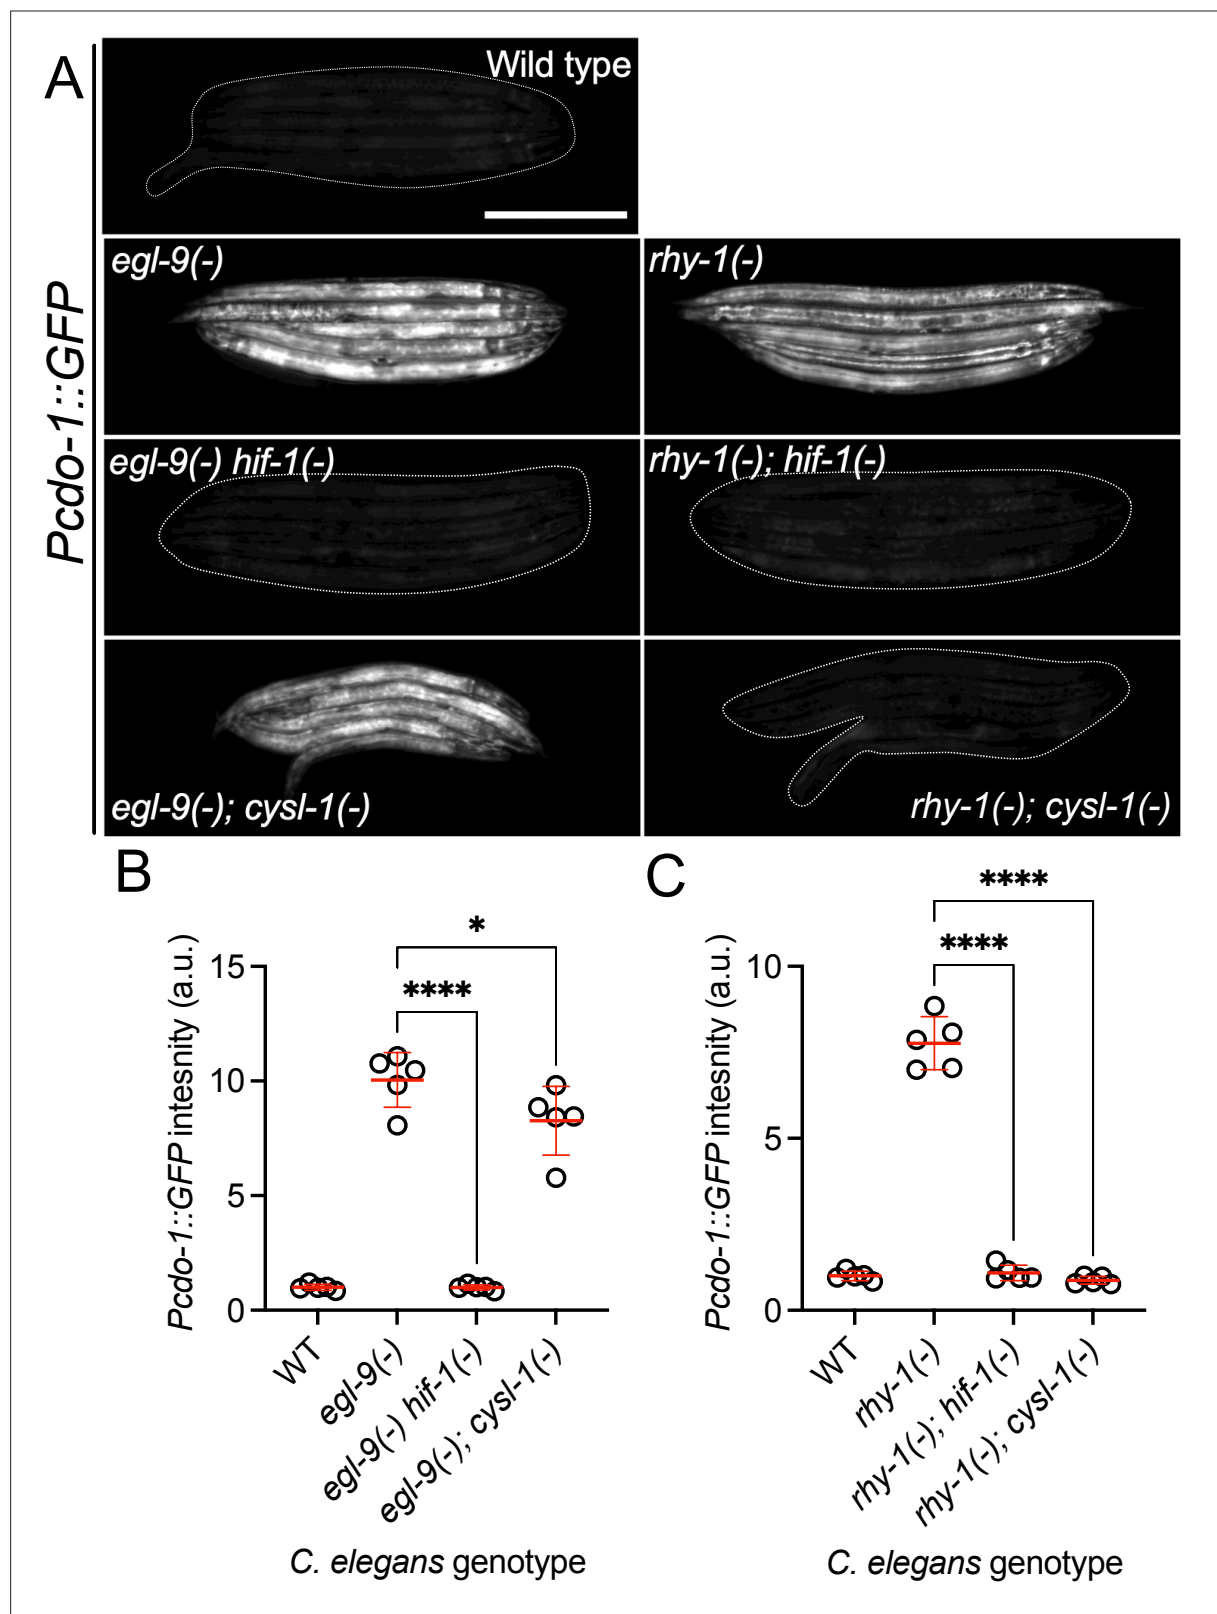 A
Wild type
Pcdo-1::GFP
egl-9(-)
rhy-1(-)
egl-9(-) hif-1(-)
rhy-1(-); hif-1(-)
egl-9(-); cysl-1(-)
rhy-1(-); cysl-1(-)
B
*
****
Pcdo-1::GFP intesnity (a.u.)
15
10
5
0
WT
egl-9(-)
egl-9(-) hif-1(-)
egl-9(-); cysl-1(-)
C. elegans genotype
C
****
****
Pcdo-1::GFP intesnity (a.u.)
10
5
0
WT
rhy-1(-)
rhy-1(-); hif-1(-)
rhy-1(-); cysl-1(-)
C. elegans genotype